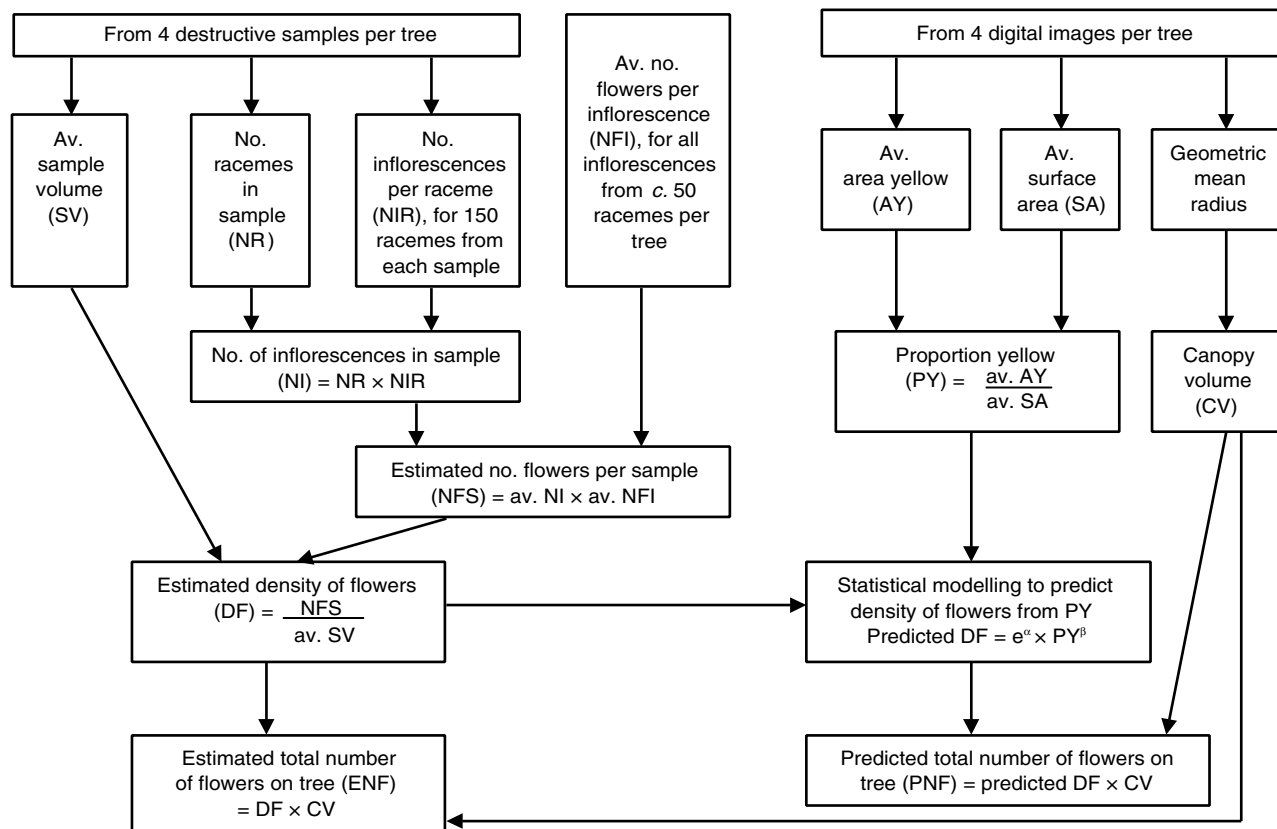 From 4 destructive samples per tree
Av.
sample
volume
(SV)
No.
racemes
in
sample
(NR)
No.
inflorescences
per raceme
(NIR), for 150
racemes from
each sample
Av. no.
flowers per
inflorescence
(NFI), for all
inflorescences
from c. 50
racemes per
tree
From 4 digital images per tree
Av.
area yellow
(AY)
Av.
surface
area (SA)
Geometric
mean
radius
No. of inflorescences in sample
(NI) = NR × NIR
Proportion yellow
(PY) = av. AY
av. SA
Canopy
volume
(CV)
Estimated no. flowers per sample
(NFS) = av. NI × av. NFI
Estimated density of flowers
(DF) = NFS
av. SV
Statistical modelling to predict
density of flowers from PY
Predicted DF = e^α × PY^β
Estimated total number
of flowers on tree (ENF)
= DF × CV
Predicted total number of flowers on
tree (PNF) = predicted DF × CV